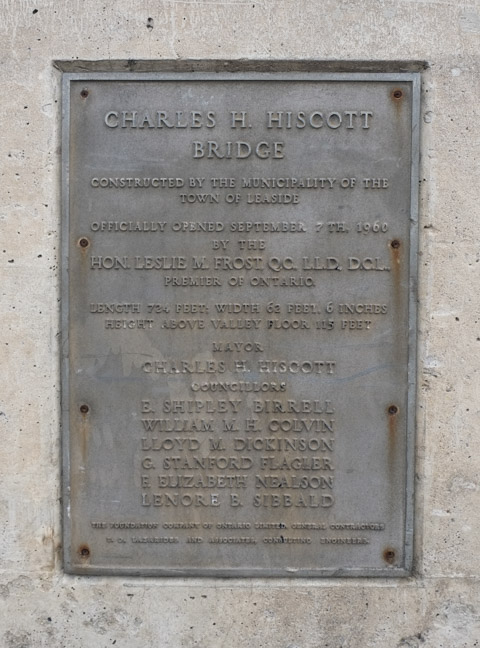 CHARLES H. HISCOTT
BRIDGE
CONSTRUCTED BY THE MUNICIPALITY OF THE
TOWN OF LEASIDE
OFFICIALLY OPENED SEPTEMBER 7TH. 1960
BY THE
HON. LESLIE M. FROST Q.C. LL.D. D.C.L.
PREMIER OF ONTARIO.
LENGTH 724 FEET; WIDTH 62 FEET. 6 INCHES
HEIGHT ABOVE VALLEY FLOOR 115 FEET
MAYOR
CHARLES H. HISCOTT
COUNCILLORS
E. SHIPLEY BIRRELL
WILLIAM M. H. COLVIN
LLOYD M. DICKINSON
G. STANFORD FLAGLER
F. ELIZABETH NEALSON
LENORE B. SIBBALD
THE FOUNDATION COMPANY OF ONTARIO LIMITED, GENERAL CONTRACTORS
AND ASSOCIATES, CONSULTING ENGINEERS